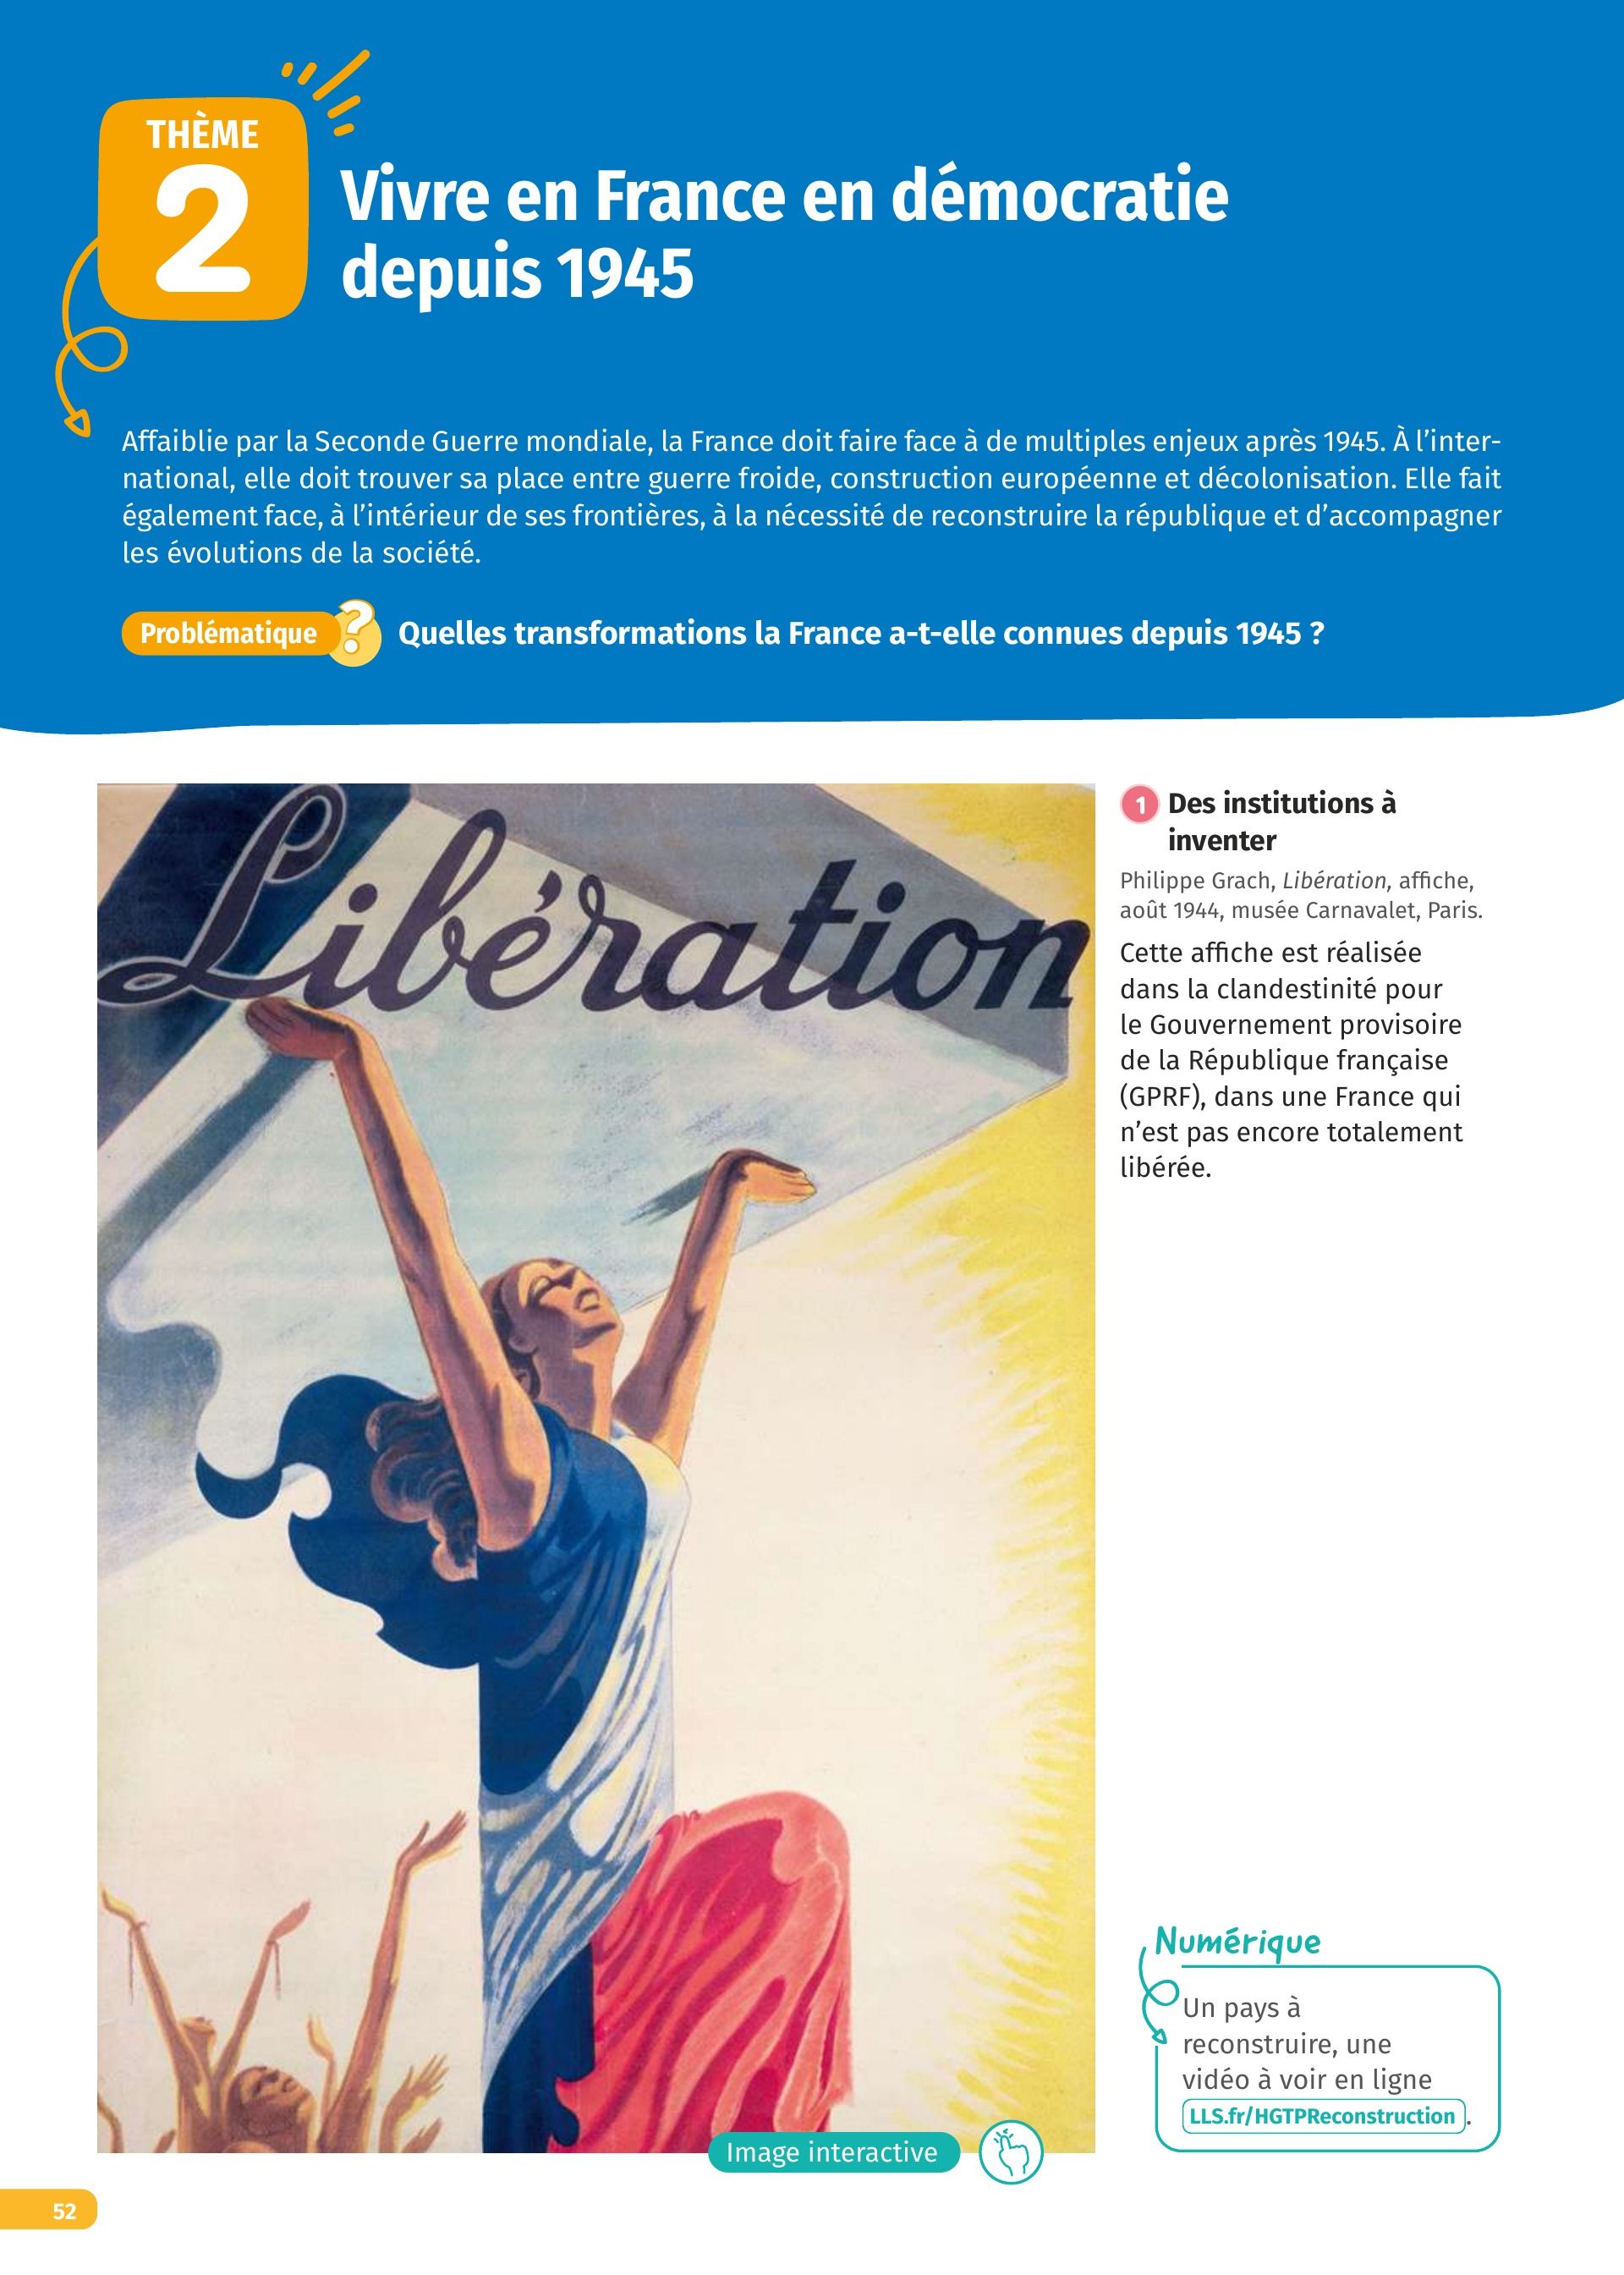 THÈME
2
Vivre en France en démocratie
depuis 1945
Affaiblie par la Seconde Guerre mondiale, la France doit faire face à de multiples enjeux après 1945. À l’inter-
national, elle doit trouver sa place entre guerre froide, construction européenne et décolonisation. Elle fait
également face, à l’intérieur de ses frontières, à la nécessité de reconstruire la république et d’accompagner
les évolutions de la société.
Problématique ? Quelles transformations la France a-t-elle connues depuis 1945 ?
Libération
1 Des institutions à
inventer
Philippe Grach, Libération, affiche,
août 1944, musée Carnavalet, Paris.
Cette affiche est réalisée
dans la clandestinité pour
le Gouvernement provisoire
de la République française
(GPRF), dans une France qui
n’est pas encore totalement
libérée.
Numérique
Un pays à
reconstruire, une
vidéo à voir en ligne
LLS.fr/HGTPReconstruction.
Image interactive
52